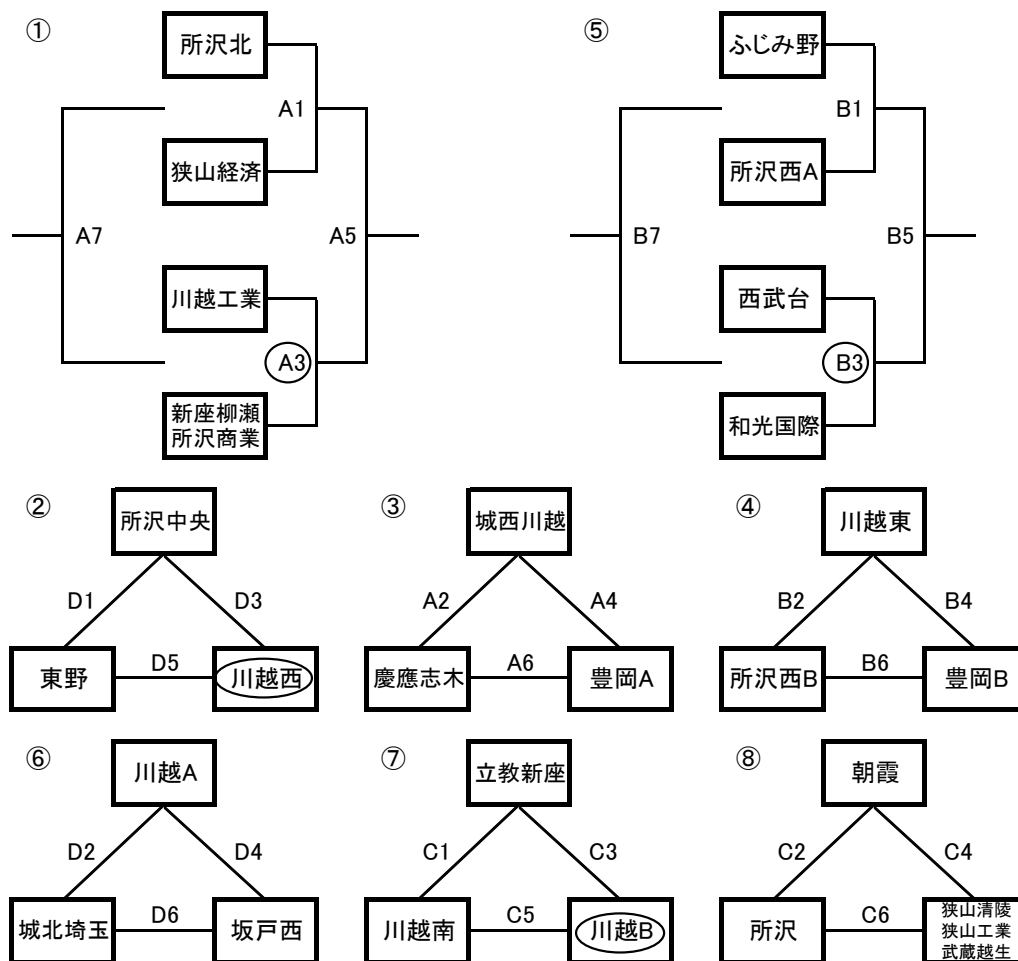 ①
所沢北
A1
狭山経済
A7
A5
川越工業
A3
新座柳瀬
所沢商業
⑤
ふじみ野
B1
所沢西A
B7
B5
西武台
B3
和光国際
②
所沢中央
D1
D3
東野
D5
川越西
③
城西川越
A2
A4
慶應志木
A6
豊岡A
④
川越東
B2
B4
所沢西B
B6
豊岡B
⑥
川越A
D2
D4
城北埼玉
D6
坂戸西
⑦
立教新座
C1
C3
川越南
C5
川越B
⑧
朝霞
C2
C4
所沢
C6
狭山清陵
狭山工業
武蔵越生